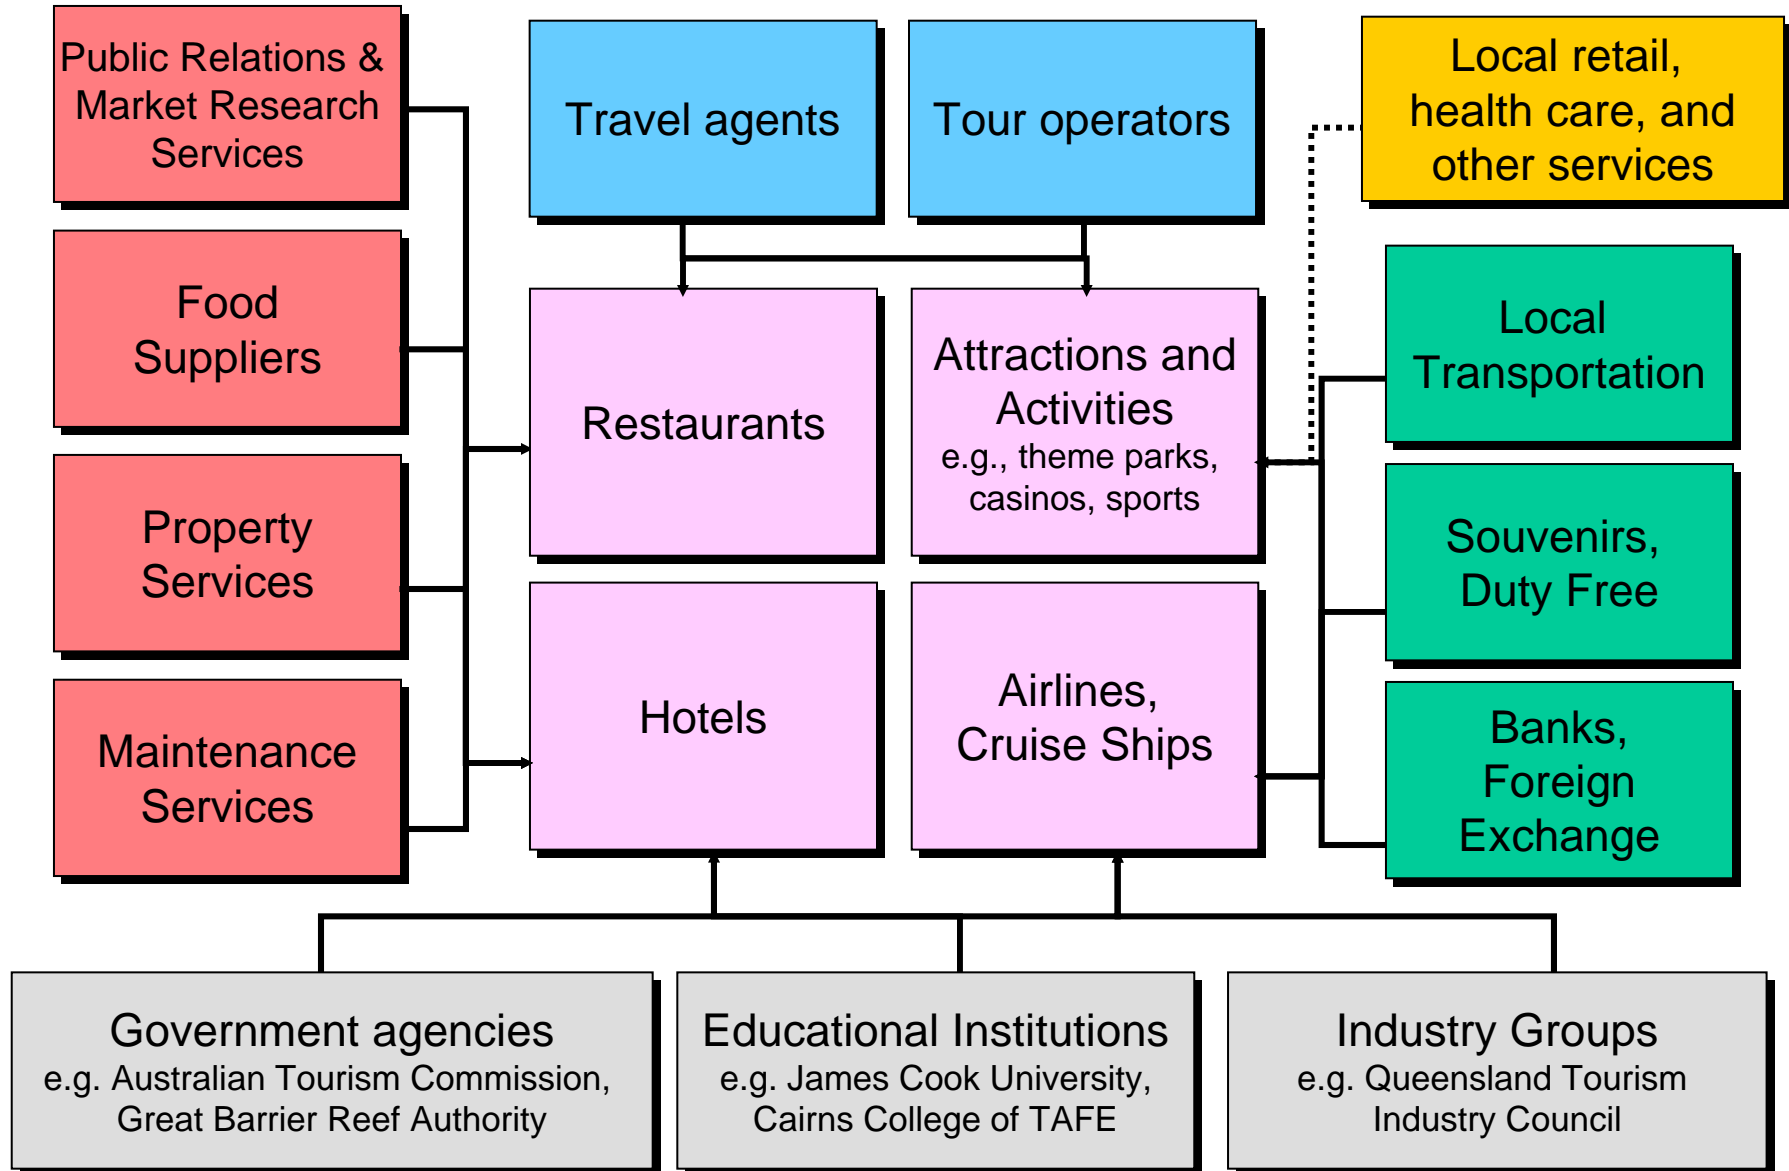 Public Relations &
Market Research
Services
Travel agents
Tour operators
Local retail,
health care, and
other services
Food
Suppliers
Restaurants
Attractions and
Activities
e.g., theme parks,
casinos, sports
Local
Transportation
Property
Services
Souvenirs,
Duty Free
Maintenance
Services
Hotels
Airlines,
Cruise Ships
Banks,
Foreign
Exchange
Government agencies
e.g. Australian Tourism Commission,
Great Barrier Reef Authority
Educational Institutions
e.g. James Cook University,
Cairns College of TAFE
Industry Groups
e.g. Queensland Tourism
Industry Council